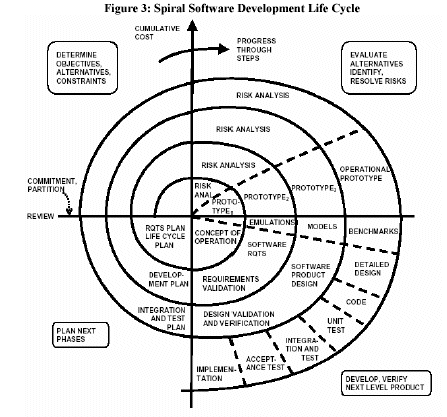 Figure 3: Spiral Software Development Life Cycle
CUMULATIVE
COST
PROGRESS
THROUGH
STEPS
DETERMINE
OBJECTIVES,
ALTERNATIVES,
CONSTRAINTS
EVALUATE
ALTERNATIVES
IDENTIFY,
RESOLVE RISKS
RISK ANALYSIS
RISK ANALYSIS
RISK ANALYSIS
RISK
ANAL
PROTO-
TYPE1
PROTOTYPE2
PROTOTYPE3
OPERATIONAL
PROTOTYPE
COMMITMENT,
PARTITION
REVIEW
EMULATIONS
MODELS
BENCHMARKS
RQTS PLAN
LIFE CYCLE
PLAN
CONCEPT OF
OPERATION
SOFTWARE
RQTS
DETAILED
DESIGN
DEVELOP-
MENT PLAN
REQUIREMENTS
VALIDATION
SOFTWARE
PRODUCT
DESIGN
CODE
INTEGRATION
AND TEST
PLAN
DESIGN VALIDATION
AND VERIFICATION
UNIT
TEST
PLAN NEXT
PHASES
INTEGRA-
TION AND
TEST
ACCEPT-
ANCE TEST
IMPLEMEN-
TATION
DEVELOP, VERIFY
NEXT LEVEL PRODUCT